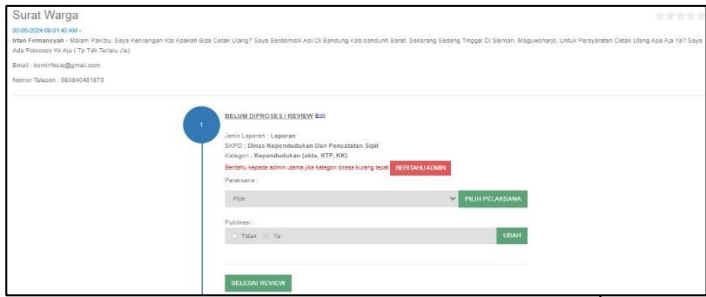 Surat Warga
02-05-2024 09:01:40 AM -
Irfan Firmansyah - Malam Pak/bu, Saya Kehilangan Ktp Apakah Bisa Cetak Ulang? Saya Berdomisili Asli Di Bandung Kab.bandunn Barat. Sekarang Sedang Tinggal Di Sleman, Maguwonarjo, Untuk Persyaratan Cetak Ulang Apa Aja Ya? Saya
Ada Fotocopy Kk Aja ( Tp Tdk Terlalu Jls)
Email : kominfosle@gmail.com
Nomor Telepon : 083840481873
1
BELUM DIPROSES / REVIEW Edit
Jenis Laporan : Laporan
SKPD : Dinas Kependudukan Dan Pencatatan Sipil
Kategori : Kependudukan (akta, KTP, KK)
Beritahu kepada admin utama jika kategori dirasa kurang tepat BERITAHU ADMIN
Pelaksana :
Pilih PILIH PELAKSANA
Publikasi :
Tidak Ya UBAH
SELESAI REVIEW